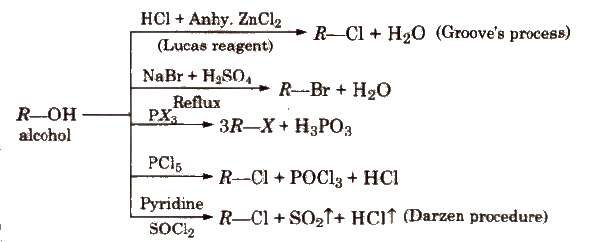 HCl + Anhy. ZnCl₂
(Lucas reagent)
R—Cl + H₂O (Groove's process)
NaBr + H₂SO₄
Reflux
R—Br + H₂O
R—OH
alcohol
PX₃
3R—X + H₃PO₃
PCl₅
R—Cl + POCl₃ + HCl
Pyridine
SOCl₂
R—Cl + SO₂↑+ HCl↑ (Darzen procedure)